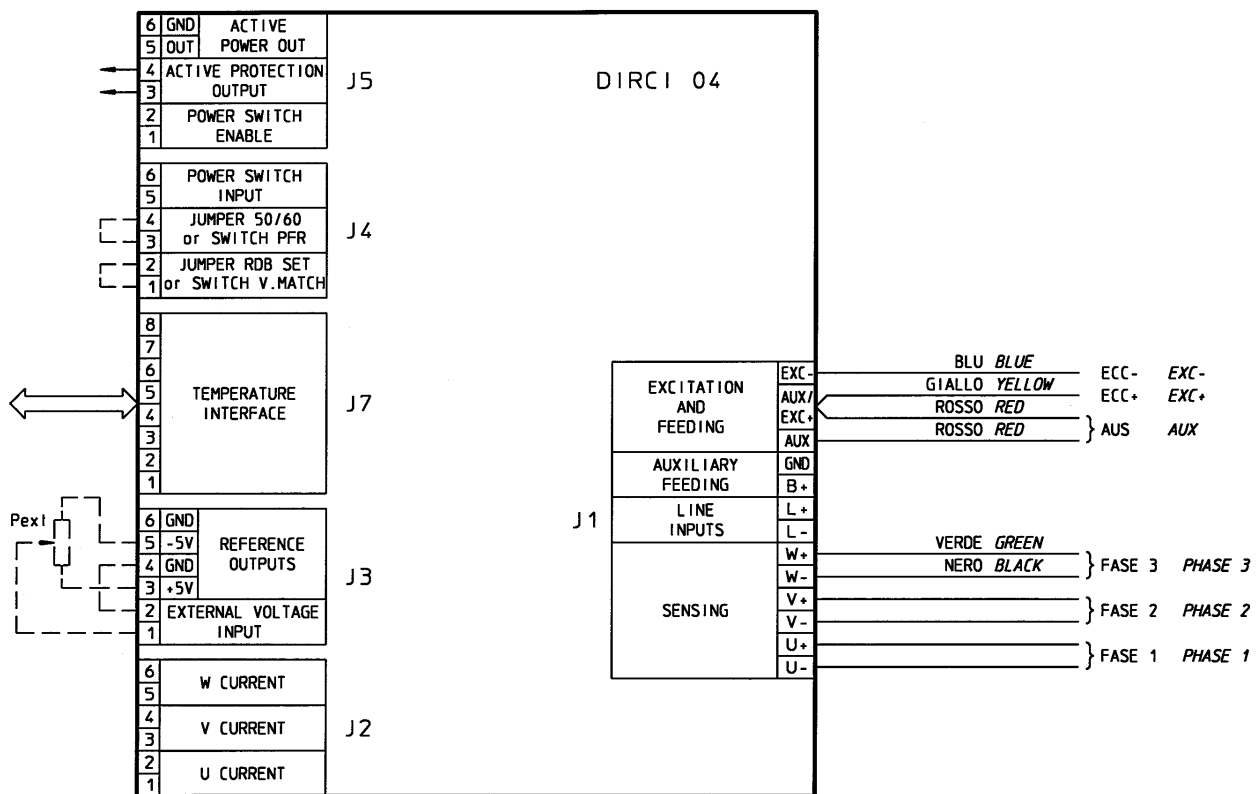 DIRCI 04
6 GND ACTIVE
5 OUT POWER OUT
4 ACTIVE PROTECTION
3 OUTPUT
2 POWER SWITCH
1 ENABLE
J5
6 POWER SWITCH
5 INPUT
4 JUMPER 50/60
3 or SWITCH PFR
2 JUMPER RDB SET
1 or SWITCH V.MATCH
J4
8
7
6
5 TEMPERATURE
4 INTERFACE
3
2
1
J7
Pext
6 GND
5 -5V REFERENCE
4 GND OUTPUTS
3 +5V
2 EXTERNAL VOLTAGE
1 INPUT
J3
6 W CURRENT
5
4 V CURRENT
3
2 U CURRENT
1
J2
J1
EXCITATION
AND
FEEDING
EXC-
AUX/
EXC+
AUX
AUXILIARY
FEEDING
GND
B+
LINE
INPUTS
L+
L-
SENSING
W+
W-
V+
V-
U+
U-
BLU BLUE ECC- EXC-
GIALLO YELLOW ECC+ EXC+
ROSSO RED
ROSSO RED
AUS AUX
VERDE GREEN
NERO BLACK
FASE 3 PHASE 3
FASE 2 PHASE 2
FASE 1 PHASE 1